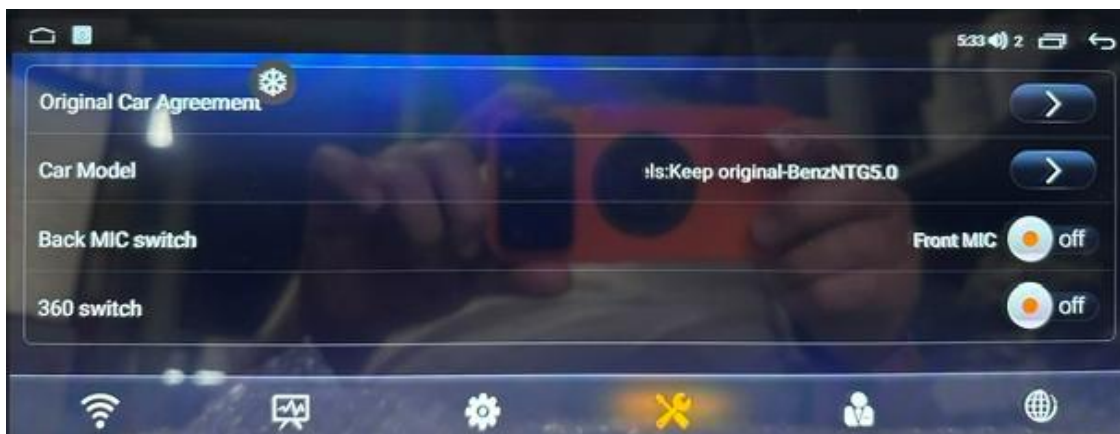 5:33 2
Original Car Agreement
Car Model els:Keep original-BenzNTG5.0
Back MIC switch Front MIC off
360 switch off